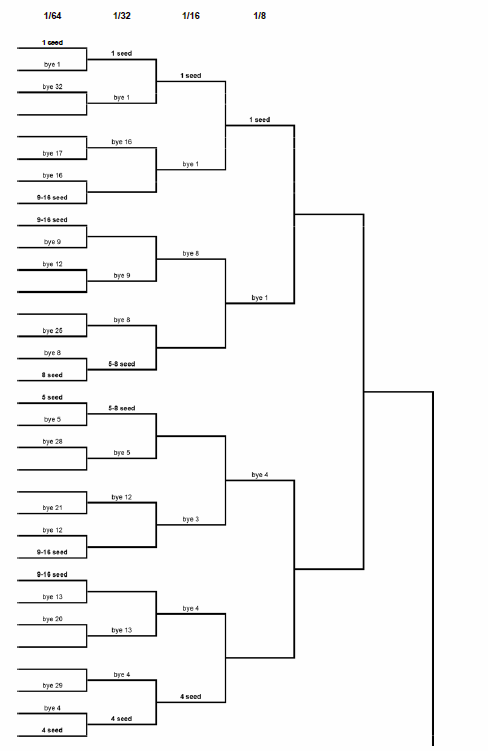 1/64 1/32 1/16 1/8
1 seed
1 seed
bye 1
1 seed
bye 32
bye 1
1 seed
bye 16
bye 17
bye 1
bye 16
9-16 seed
9-16 seed
bye 9
bye 8
bye 12
bye 9
bye 1
bye 8
bye 25
bye 8
5-8 seed
8 seed
5 seed
5-8 seed
bye 5
bye 28
bye 5
bye 4
bye 12
bye 21
bye 3
bye 12
9-16 seed
9-16 seed
bye 13
bye 4
bye 20
bye 13
bye 4
bye 29
4 seed
bye 4
4 seed
4 seed